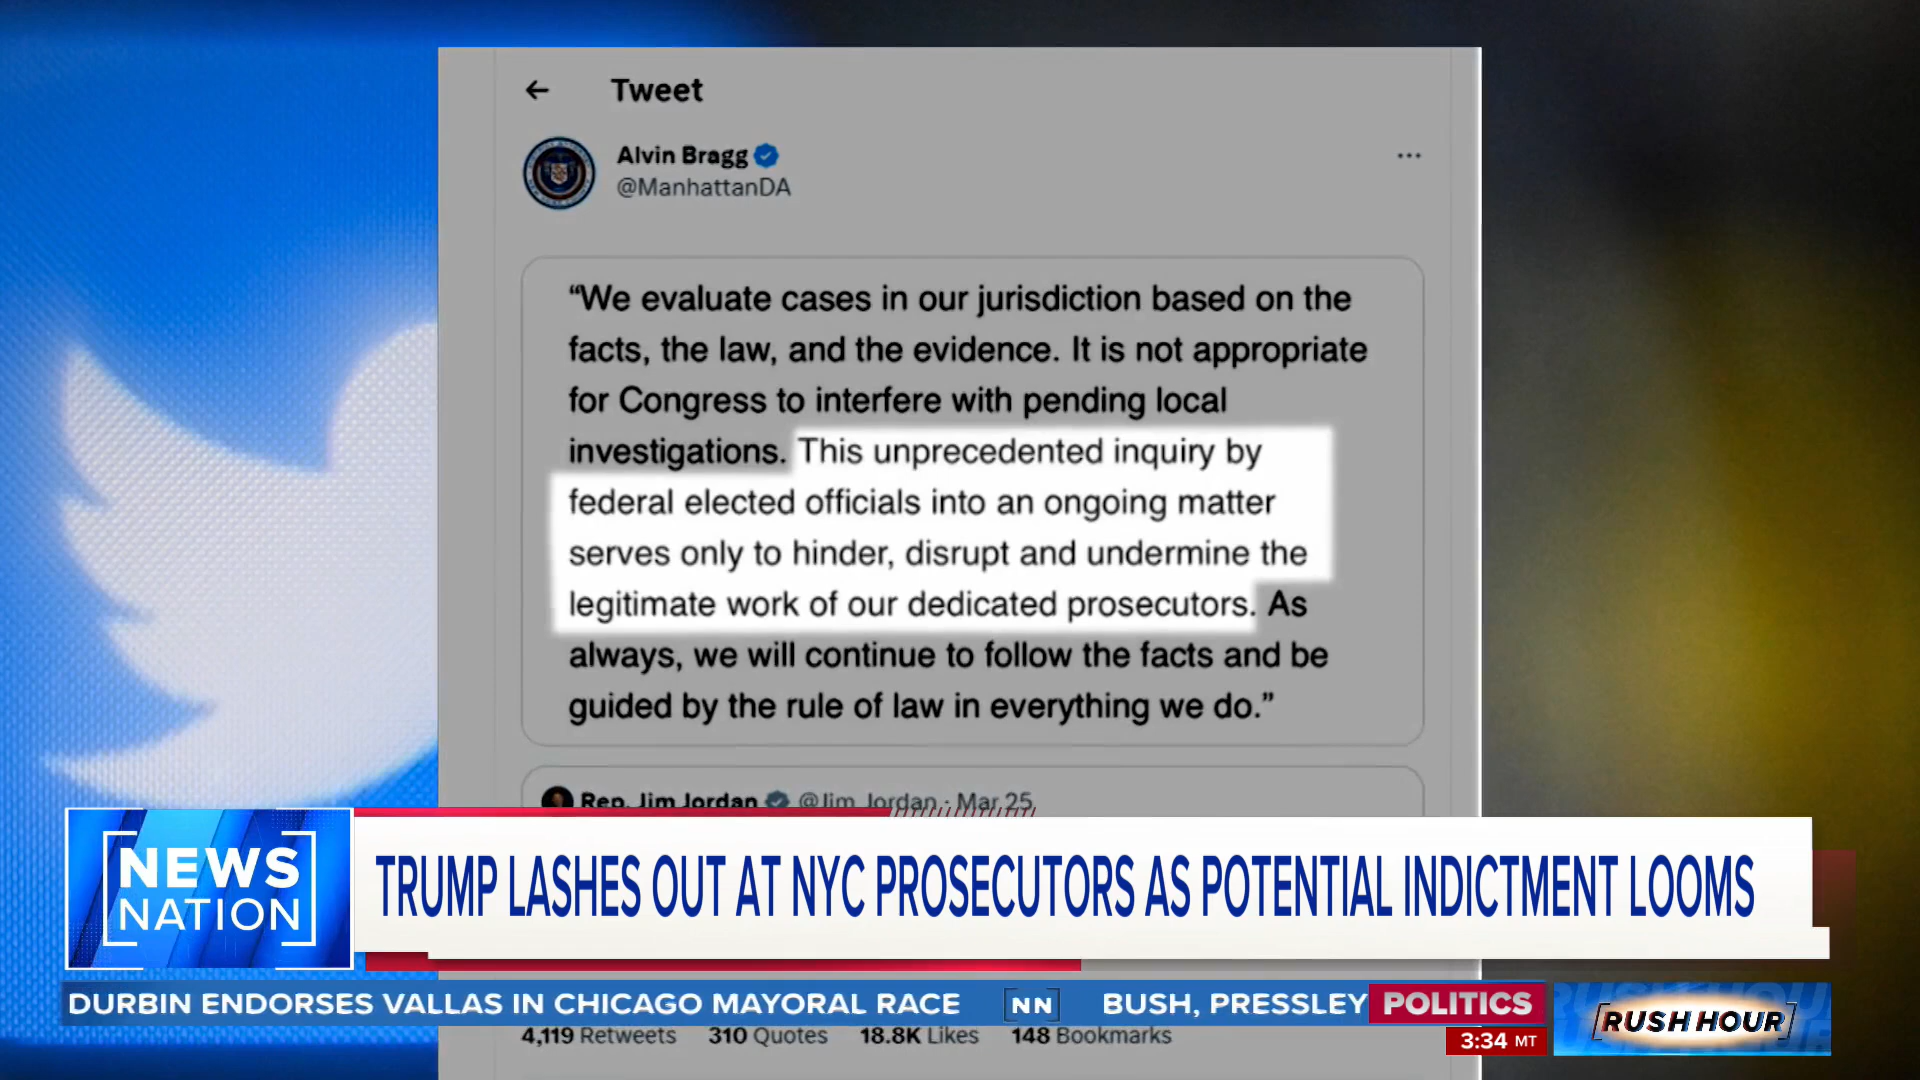 Tweet
Alvin Bragg
@ManhattanDA
“We evaluate cases in our jurisdiction based on the
facts, the law, and the evidence. It is not appropriate
for Congress to interfere with pending local
investigations. This unprecedented inquiry by
federal elected officials into an ongoing matter
serves only to hinder, disrupt and undermine the
legitimate work of our dedicated prosecutors. As
always, we will continue to follow the facts and be
guided by the rule of law in everything we do.”
Rep. Jim Jordan @Jim_Jordan · Mar 25
NEWS
NATION
TRUMP LASHES OUT AT NYC PROSECUTORS AS POTENTIAL INDICTMENT LOOMS
DURBIN ENDORSES VALLAS IN CHICAGO MAYORAL RACE NN BUSH, PRESSLEY POLITICS
RUSH HOUR
4,119 Retweets 310 Quotes 18.8K Likes 148 Bookmarks
3:34 MT